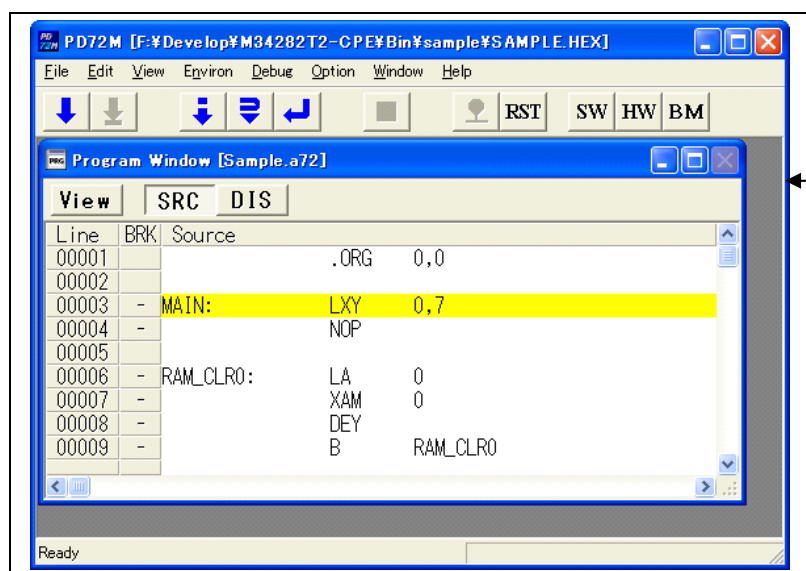 PD72M [F:¥Develop¥M34282T2-CPE¥Bin¥sample¥SAMPLE.HEX]
File Edit View Environ Debug Option Window Help
RST SW HW BM
Program Window [Sample.a72]
View SRC DIS
Line BRK Source
00001 .ORG 0,0
00002
00003 - MAIN: LXY 0,7
00004 - NOP
00005
00006 - RAM_CLR0: LA 0
00007 - XAM 0
00008 - DEY
00009 - B RAM_CLR0
Ready